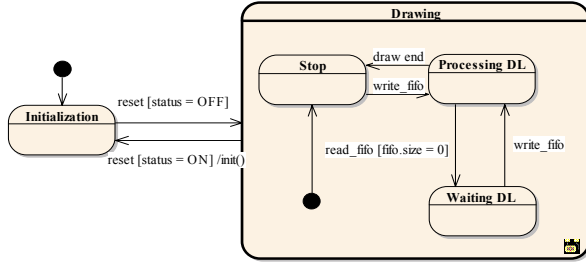 Drawing
draw end
Stop
Processing DL
write_fifo
reset [status = OFF]
Initialization
reset [status = ON] /init()
read_fifo [fifo.size = 0]
write_fifo
Waiting DL